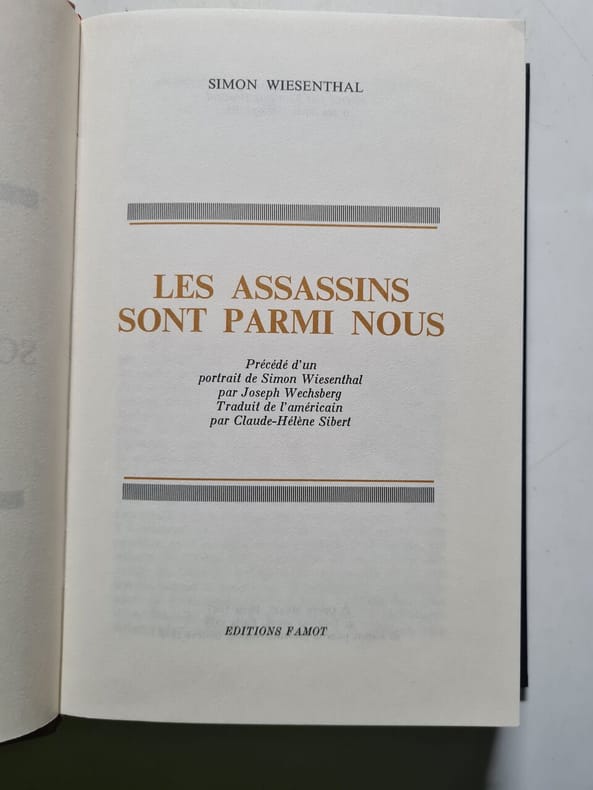 SIMON WIESENTHAL
LES ASSASSINS
SONT PARMI NOUS
Précédé d'un
portrait de Simon Wiesenthal
par Joseph Wechsberg
Traduit de l'américain
par Claude-Hélène Sibert
EDITIONS FAMOT